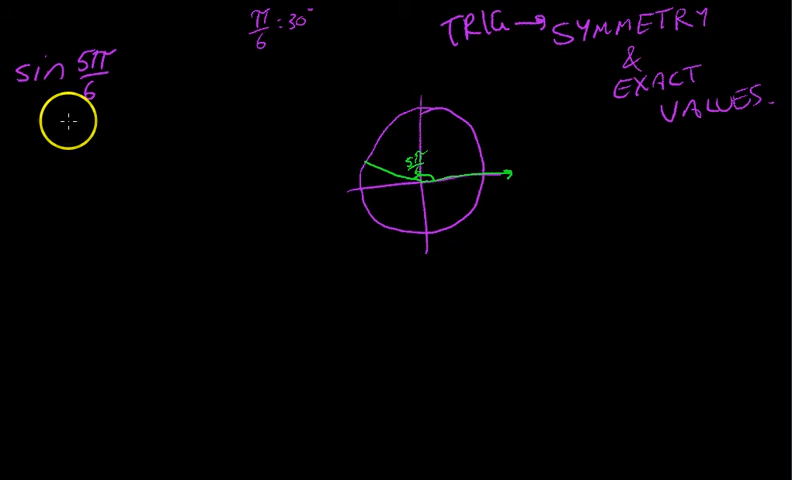 π/6 : 30°
TRIG → SYMMETRY
&
EXACT
VALUES.
sin 5π/6
5π/6